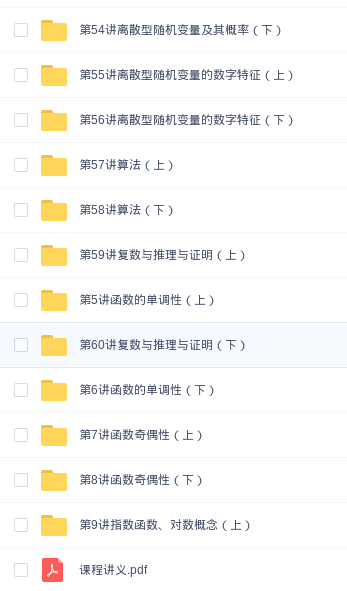 第54讲离散型随机变量及其概率（下）
第55讲离散型随机变量的数字特征（上）
第56讲离散型随机变量的数字特征（下）
第57讲算法（上）
第58讲算法（下）
第59讲复数与推理与证明（上）
第5讲函数的单调性（上）
第60讲复数与推理与证明（下）
第6讲函数的单调性（下）
第7讲函数奇偶性（上）
第8讲函数奇偶性（下）
第9讲指数函数、对数概念（上）
课程讲义.pdf